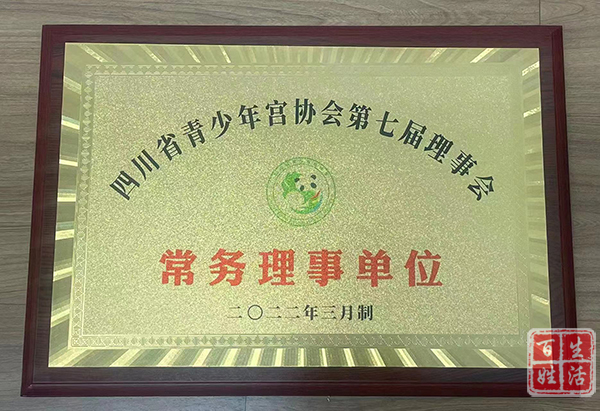 四川省青少年宫协会第七届理事会
常务理事单位
二〇二二年三月制
百姓生活